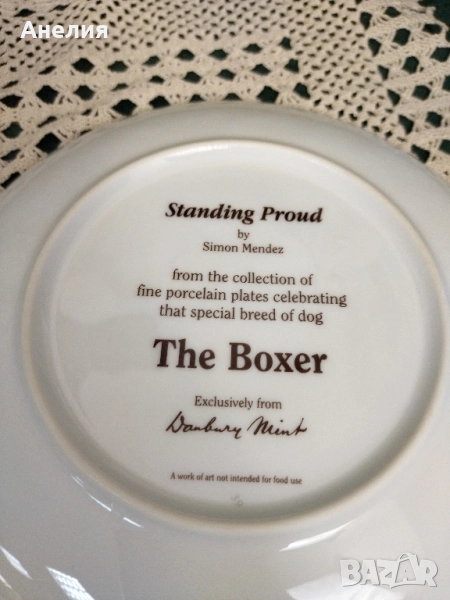 Анелия
Standing Proud
by
Simon Mendez
from the collection of
fine porcelain plates celebrating
that special breed of dog
The Boxer
Exclusively from
Danbury Mint
A work of art not intended for food use
BAZAR